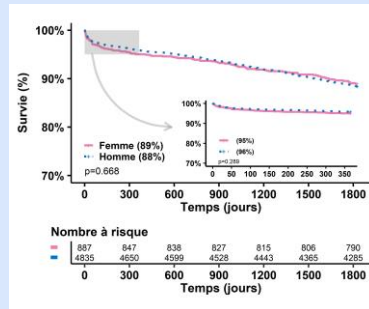 100%
90%
80%
70%
Survie (%)
Femme (89%)
Homme (88%)
p=0.668
100%
90%
80%
70%
(95%)
(96%)
p=0.289
0 50 100 150 200 250 300 350
0 300 600 900 1200 1500 1800
Temps (jours)
Nombre à risque
887 847 838 827 815 806 790
4835 4650 4599 4528 4443 4365 4285
0 300 600 900 1200 1500 1800
Temps (jours)